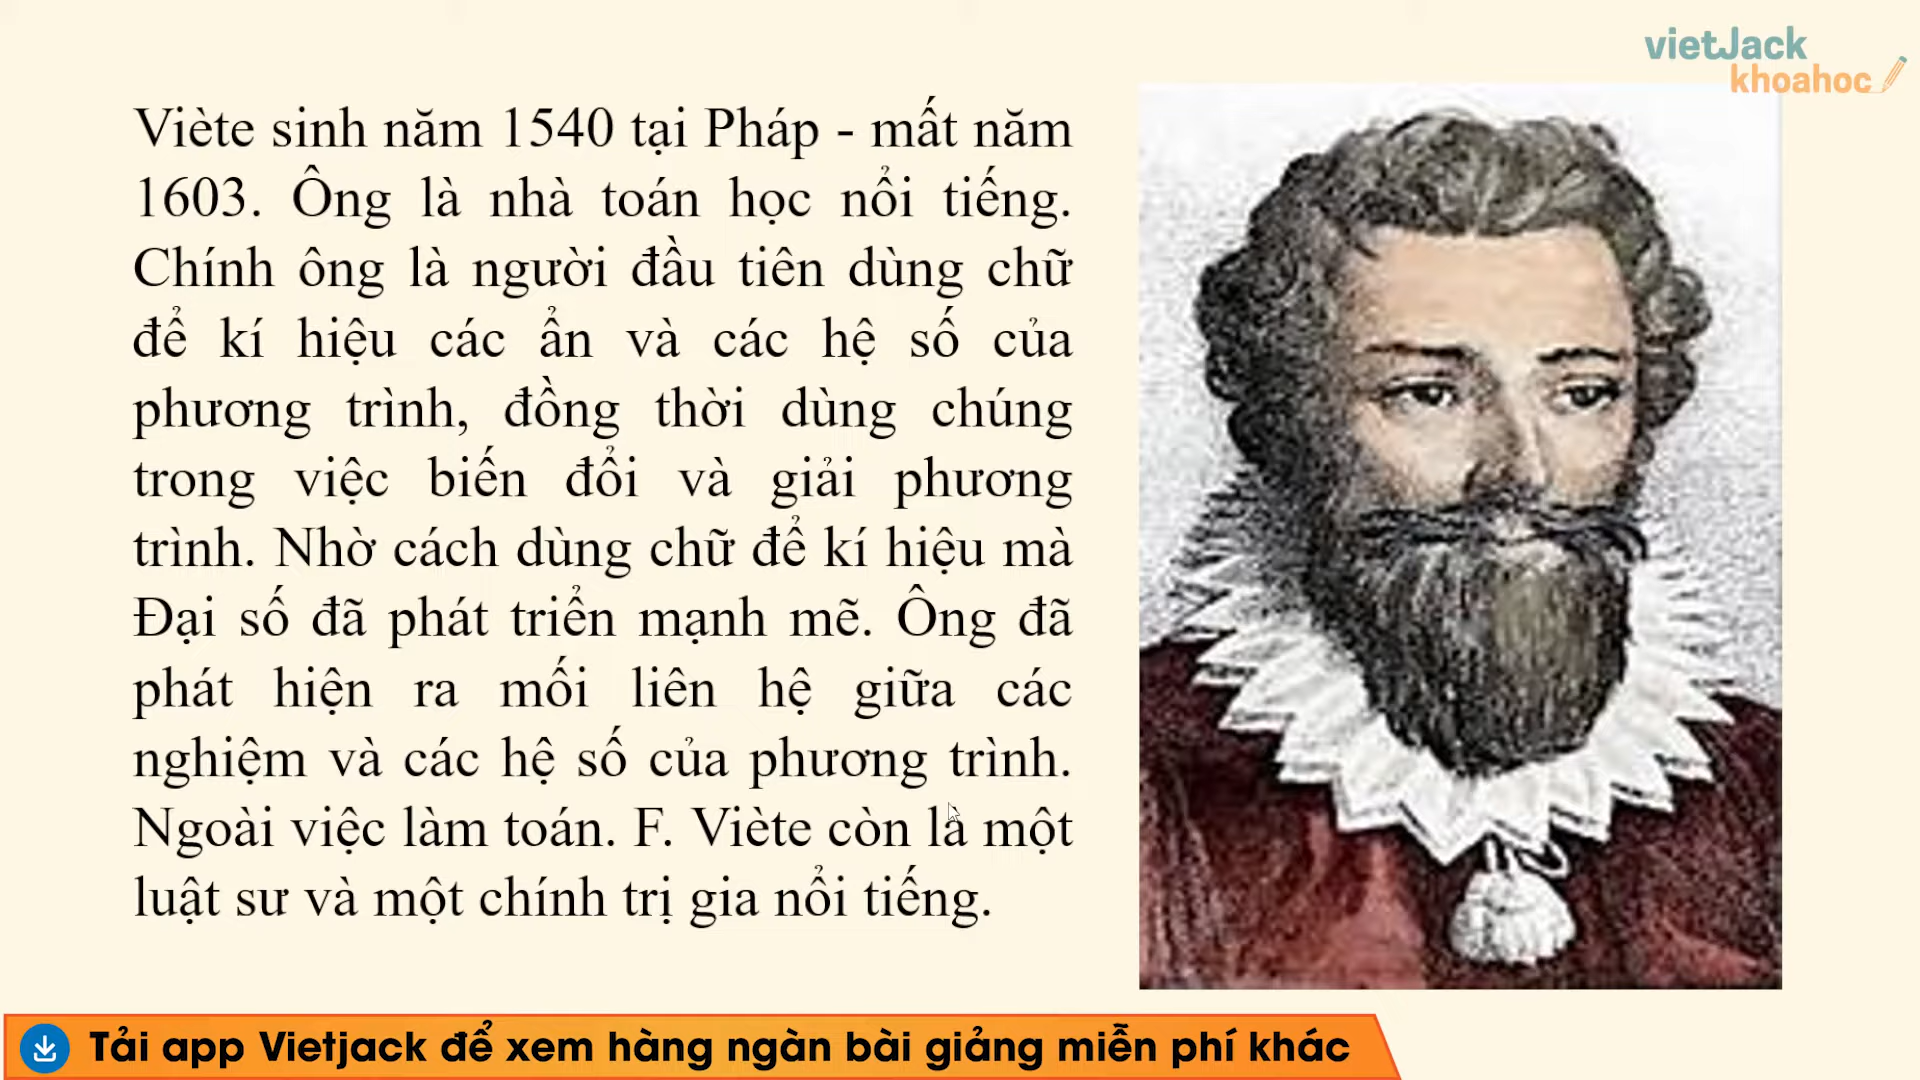 vietJack
khoahoc
Viète sinh năm 1540 tại Pháp - mất năm
1603. Ông là nhà toán học nổi tiếng.
Chính ông là người đầu tiên dùng chữ
để kí hiệu các ẩn và các hệ số của
phương trình, đồng thời dùng chúng
trong việc biến đổi và giải phương
trình. Nhờ cách dùng chữ để kí hiệu mà
Đại số đã phát triển mạnh mẽ. Ông đã
phát hiện ra mối liên hệ giữa các
nghiệm và các hệ số của phương trình.
Ngoài việc làm toán. F. Viète còn là một
luật sư và một chính trị gia nổi tiếng.
Tải app Vietjack để xem hàng ngàn bài giảng miễn phí khác